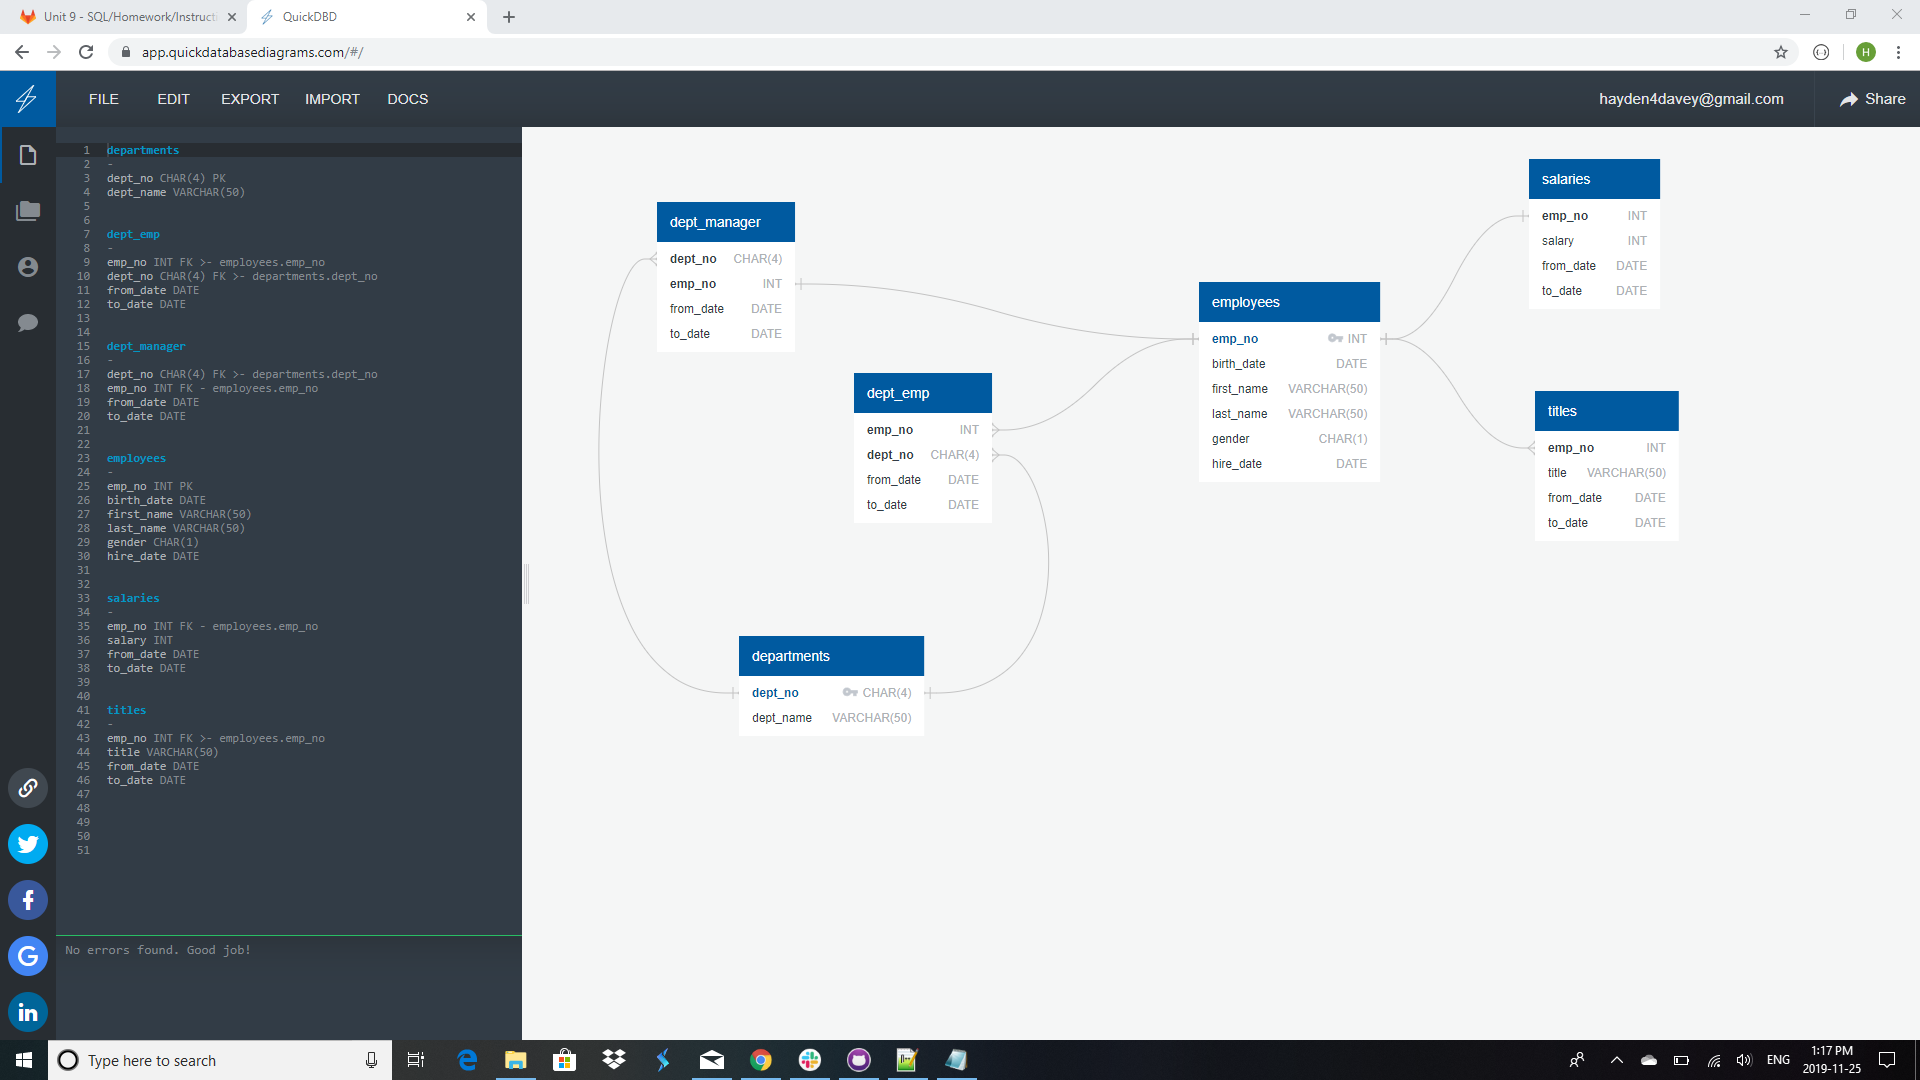 Unit 9 - SQL/Homework/Instructi
QuickDBD
app.quickdatabasediagrams.com/#/
H
FILE EDIT EXPORT IMPORT DOCS
hayden4davey@gmail.com
Share
1 departments
2 -
3 dept_no CHAR(4) PK
4 dept_name VARCHAR(50)
5
6
7 dept_emp
8 -
9 emp_no INT FK >- employees.emp_no
10 dept_no CHAR(4) FK >- departments.dept_no
11 from_date DATE
12 to_date DATE
13
14
15 dept_manager
16 -
17 dept_no CHAR(4) FK >- departments.dept_no
18 emp_no INT FK - employees.emp_no
19 from_date DATE
20 to_date DATE
21
22
23 employees
24 -
25 emp_no INT PK
26 birth_date DATE
27 first_name VARCHAR(50)
28 last_name VARCHAR(50)
29 gender CHAR(1)
30 hire_date DATE
31
32
33 salaries
34 -
35 emp_no INT FK - employees.emp_no
36 salary INT
37 from_date DATE
38 to_date DATE
39
40
41 titles
42 -
43 emp_no INT FK >- employees.emp_no
44 title VARCHAR(50)
45 from_date DATE
46 to_date DATE
47
48
49
50
51
No errors found. Good job!
dept_manager
dept_no CHAR(4)
emp_no INT
from_date DATE
to_date DATE
dept_emp
emp_no INT
dept_no CHAR(4)
from_date DATE
to_date DATE
departments
dept_no CHAR(4)
dept_name VARCHAR(50)
employees
emp_no INT
birth_date DATE
first_name VARCHAR(50)
last_name VARCHAR(50)
gender CHAR(1)
hire_date DATE
salaries
emp_no INT
salary INT
from_date DATE
to_date DATE
titles
emp_no INT
title VARCHAR(50)
from_date DATE
to_date DATE
Type here to search
ENG
1:17 PM
2019-11-25